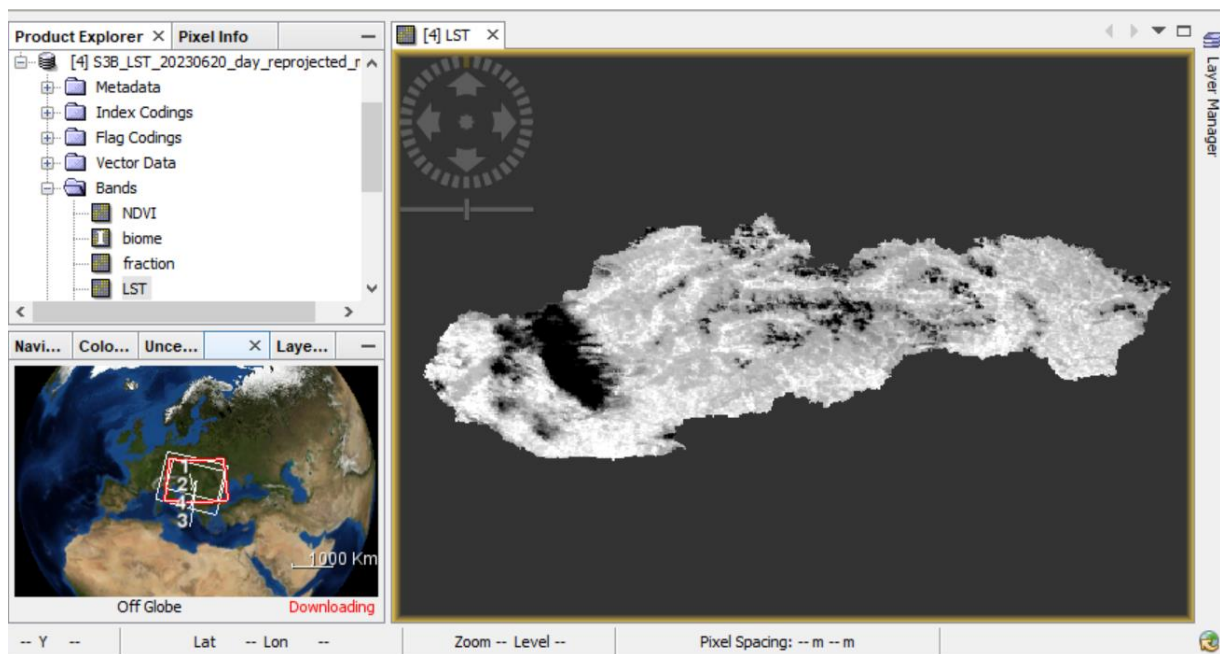 Product Explorer × Pixel Info
[4] LST ×
[4] S3B_LST_20230620_day_reprojected_r
Metadata
Index Codings
Flag Codings
Vector Data
Bands
NDVI
biome
fraction
LST
Layer Manager
Navi... Colo... Unce... × Laye...
1
2
4
3
1000 Km
Off Globe Downloading
-- Y -- Lat -- Lon -- Zoom -- Level -- Pixel Spacing: -- m -- m